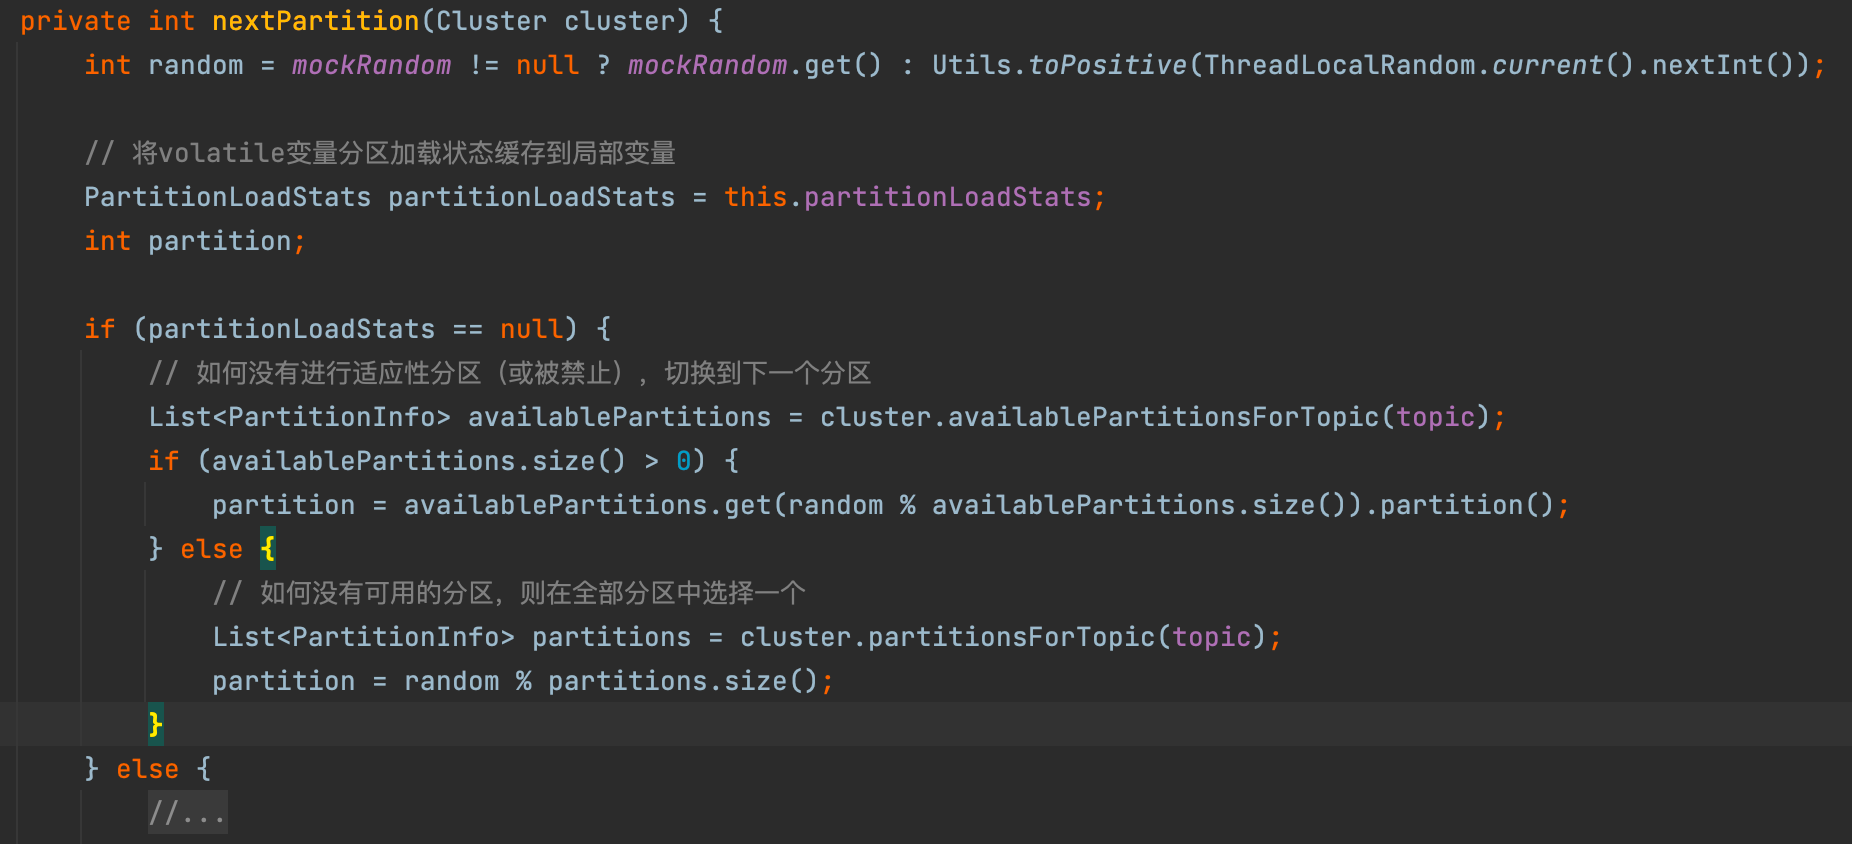 private int nextPartition(Cluster cluster) {
int random = mockRandom != null ? mockRandom.get() : Utils.toPositive(ThreadLocalRandom.current().nextInt());
// 将volatile变量分区加载状态缓存到局部变量
PartitionLoadStats partitionLoadStats = this.partitionLoadStats;
int partition;
if (partitionLoadStats == null) {
// 如何没有进行适应性分区（或被禁止），切换到下一个分区
List<PartitionInfo> availablePartitions = cluster.availablePartitionsForTopic(topic);
if (availablePartitions.size() > 0) {
partition = availablePartitions.get(random % availablePartitions.size()).partition();
} else {
// 如何没有可用的分区，则在全部分区中选择一个
List<PartitionInfo> partitions = cluster.partitionsForTopic(topic);
partition = random % partitions.size();
}
} else {
//...